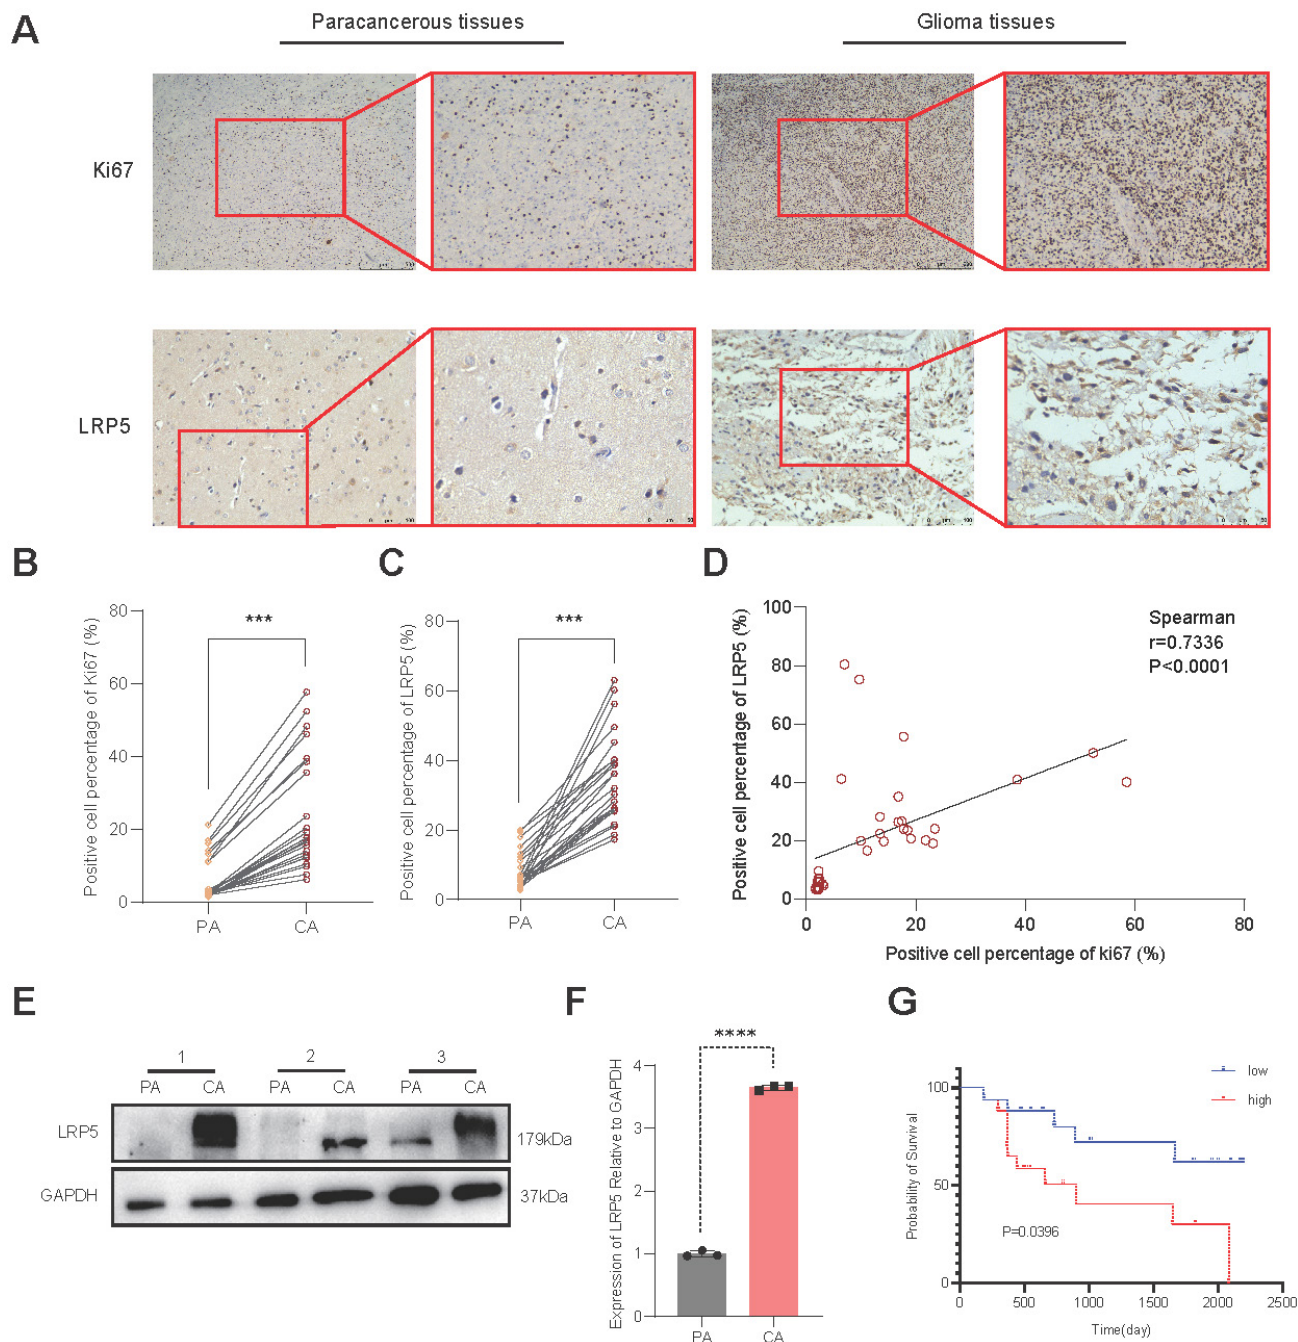 A
Paracancerous tissues
Glioma tissues
Ki67
LRP5
B
Positive cell percentage of Ki67 (%)
80
60
40
20
0
***
PA
CA
C
Positive cell percentage of LRP5 (%)
80
60
40
20
0
***
PA
CA
D
Positive cell percentage of LRP5 (%)
100
80
60
40
20
0
Spearman
r=0.7336
P<0.0001
0
20
40
60
80
Positive cell percentage of ki67 (%)
E
1
2
3
PA
CA
PA
CA
PA
CA
LRP5
179kDa
GAPDH
37kDa
F
Expression of LRP5 Relative to GAPDH
4
3
2
1
0
****
PA
CA
G
low
high
Probability of Survival
100
50
0
P=0.0396
0
500
1000
1500
2000
2500
Time(day)